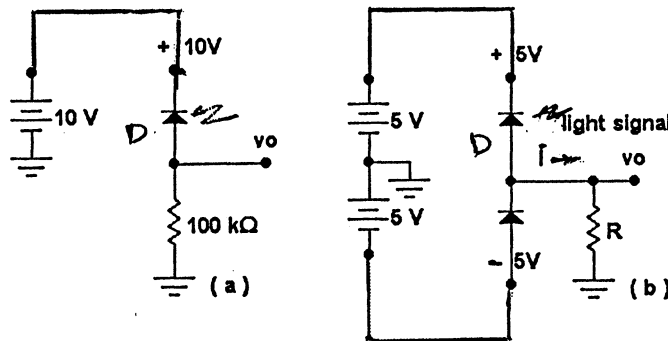 + 10V
10 V
D
vo
100 kΩ
( a )
+ 5V
5 V
D
light signal
I
vo
5 V
R
- 5V
( b )